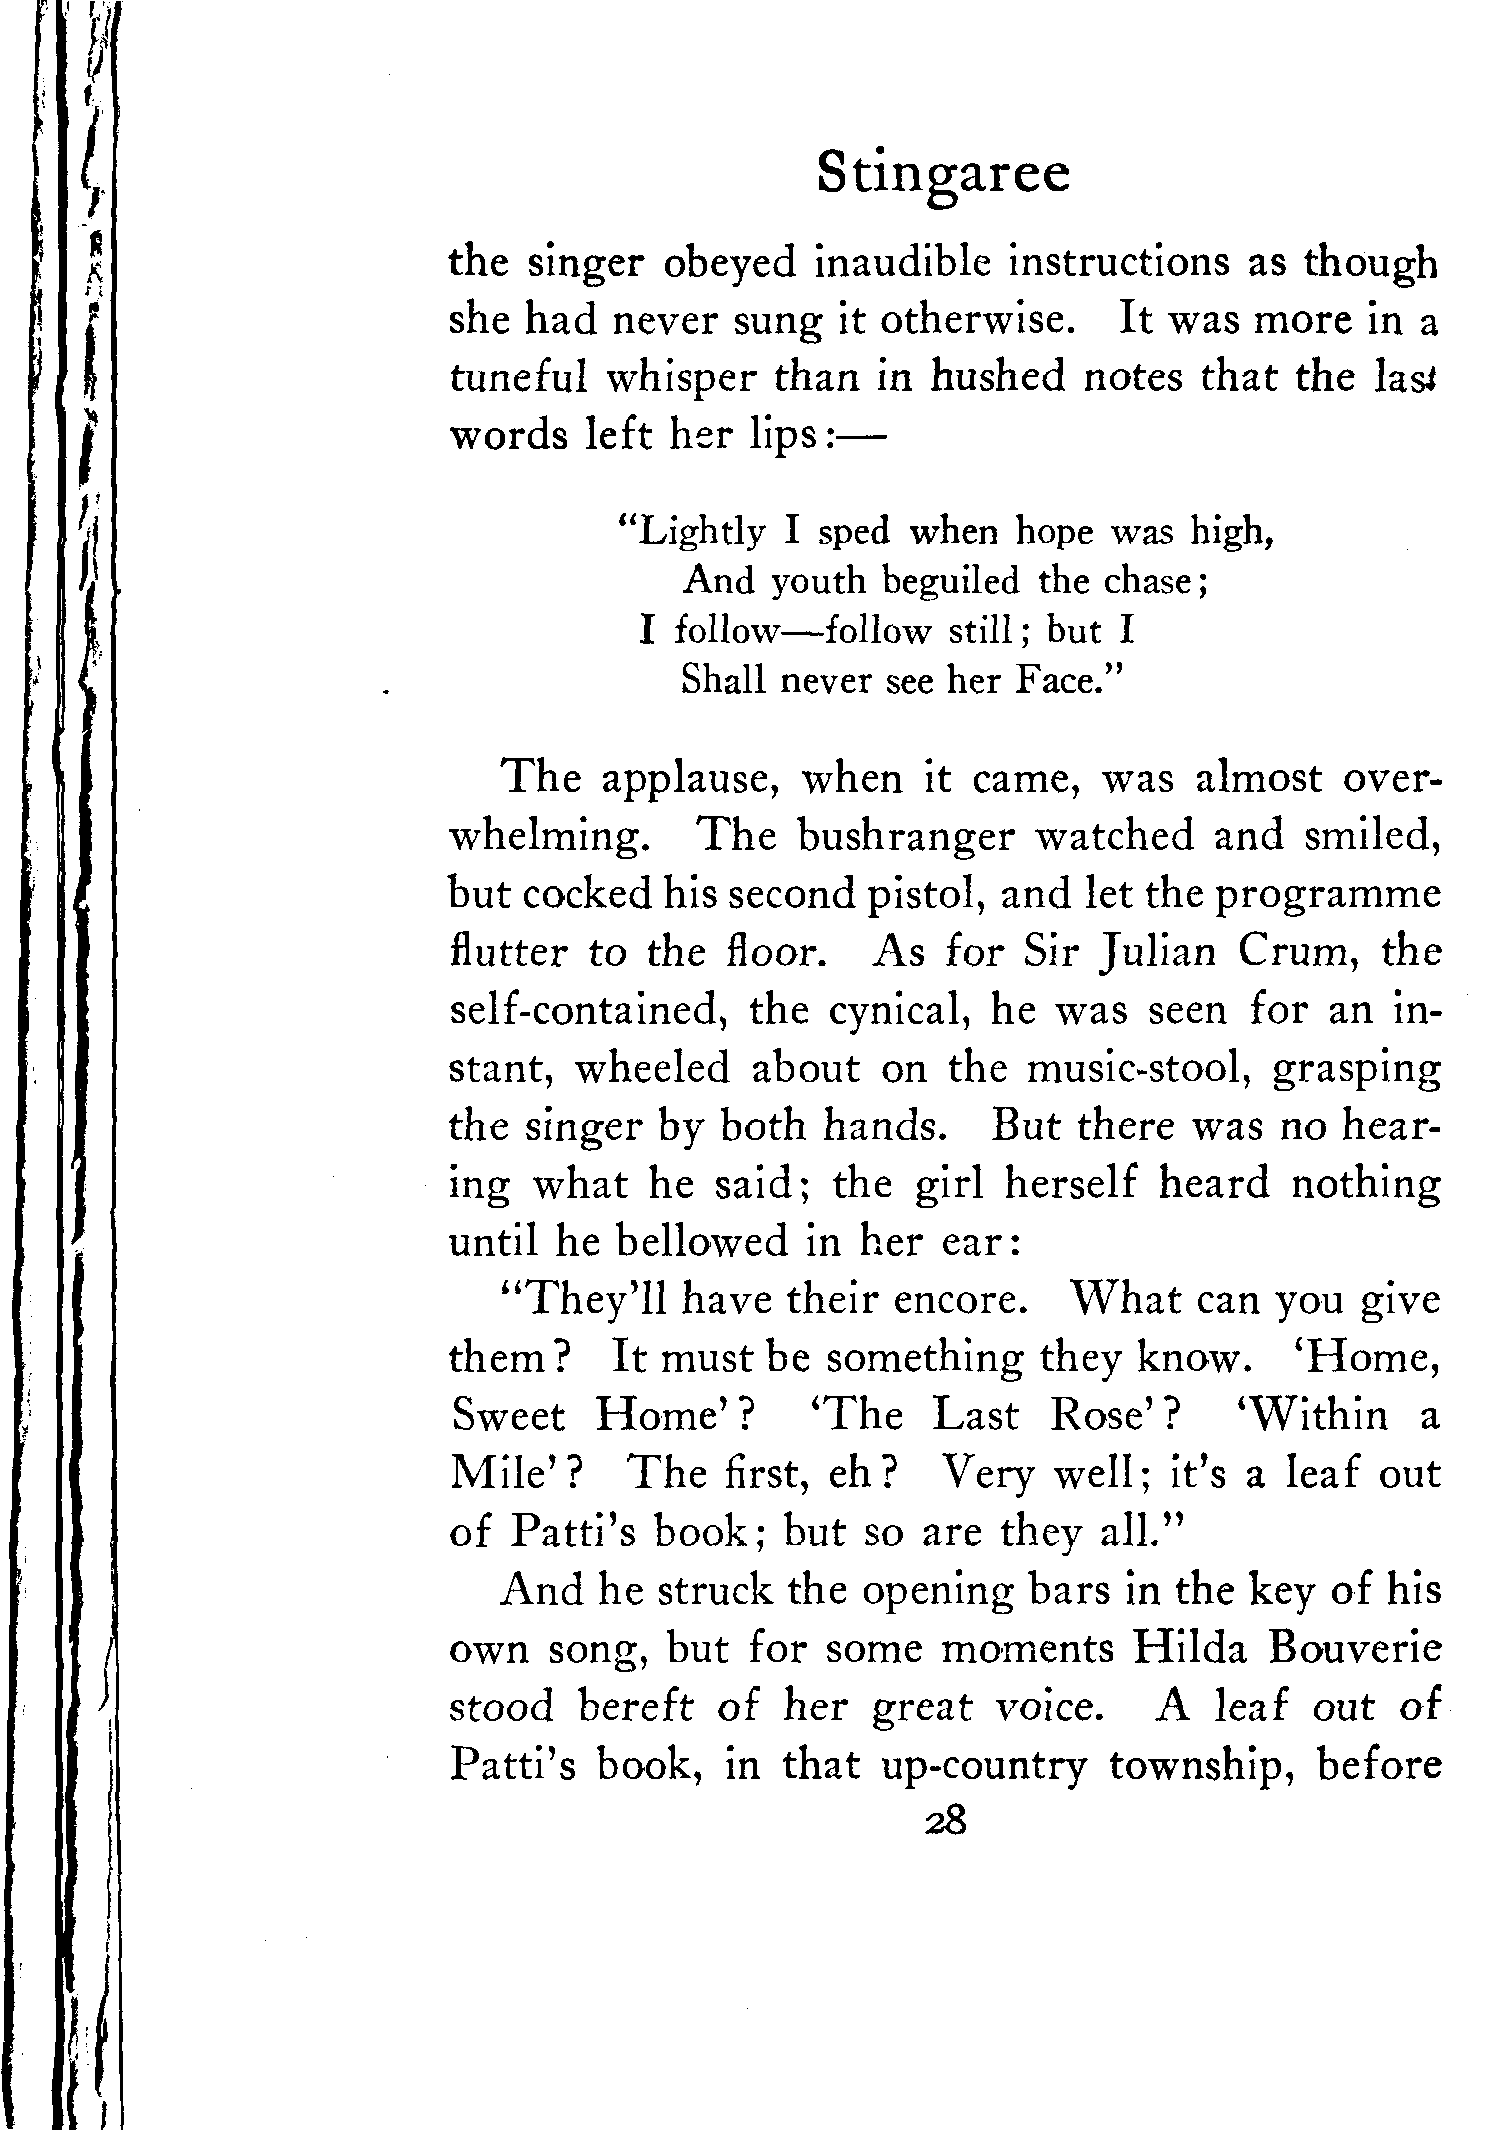 Stingaree
the singer obeyed inaudible instructions as though
she had never sung it otherwise. It was more in a
tuneful whisper than in hushed notes that the last
words left her lips:—
"Lightly I sped when hope was high,
And youth beguiled the chase;
I follow—follow still; but I
Shall never see her Face."
The applause, when it came, was almost over-
whelming. The bushranger watched and smiled,
but cocked his second pistol, and let the programme
flutter to the floor. As for Sir Julian Crum, the
self-contained, the cynical, he was seen for an in-
stant, wheeled about on the music-stool, grasping
the singer by both hands. But there was no hear-
ing what he said; the girl herself heard nothing
until he bellowed in her ear:
"They'll have their encore. What can you give
them? It must be something they know. 'Home,
Sweet Home'? 'The Last Rose'? 'Within a
Mile'? The first, eh? Very well; it's a leaf out
of Patti's book; but so are they all."
And he struck the opening bars in the key of his
own song, but for some moments Hilda Bouverie
stood bereft of her great voice. A leaf out of
Patti's book, in that up-country township, before
28